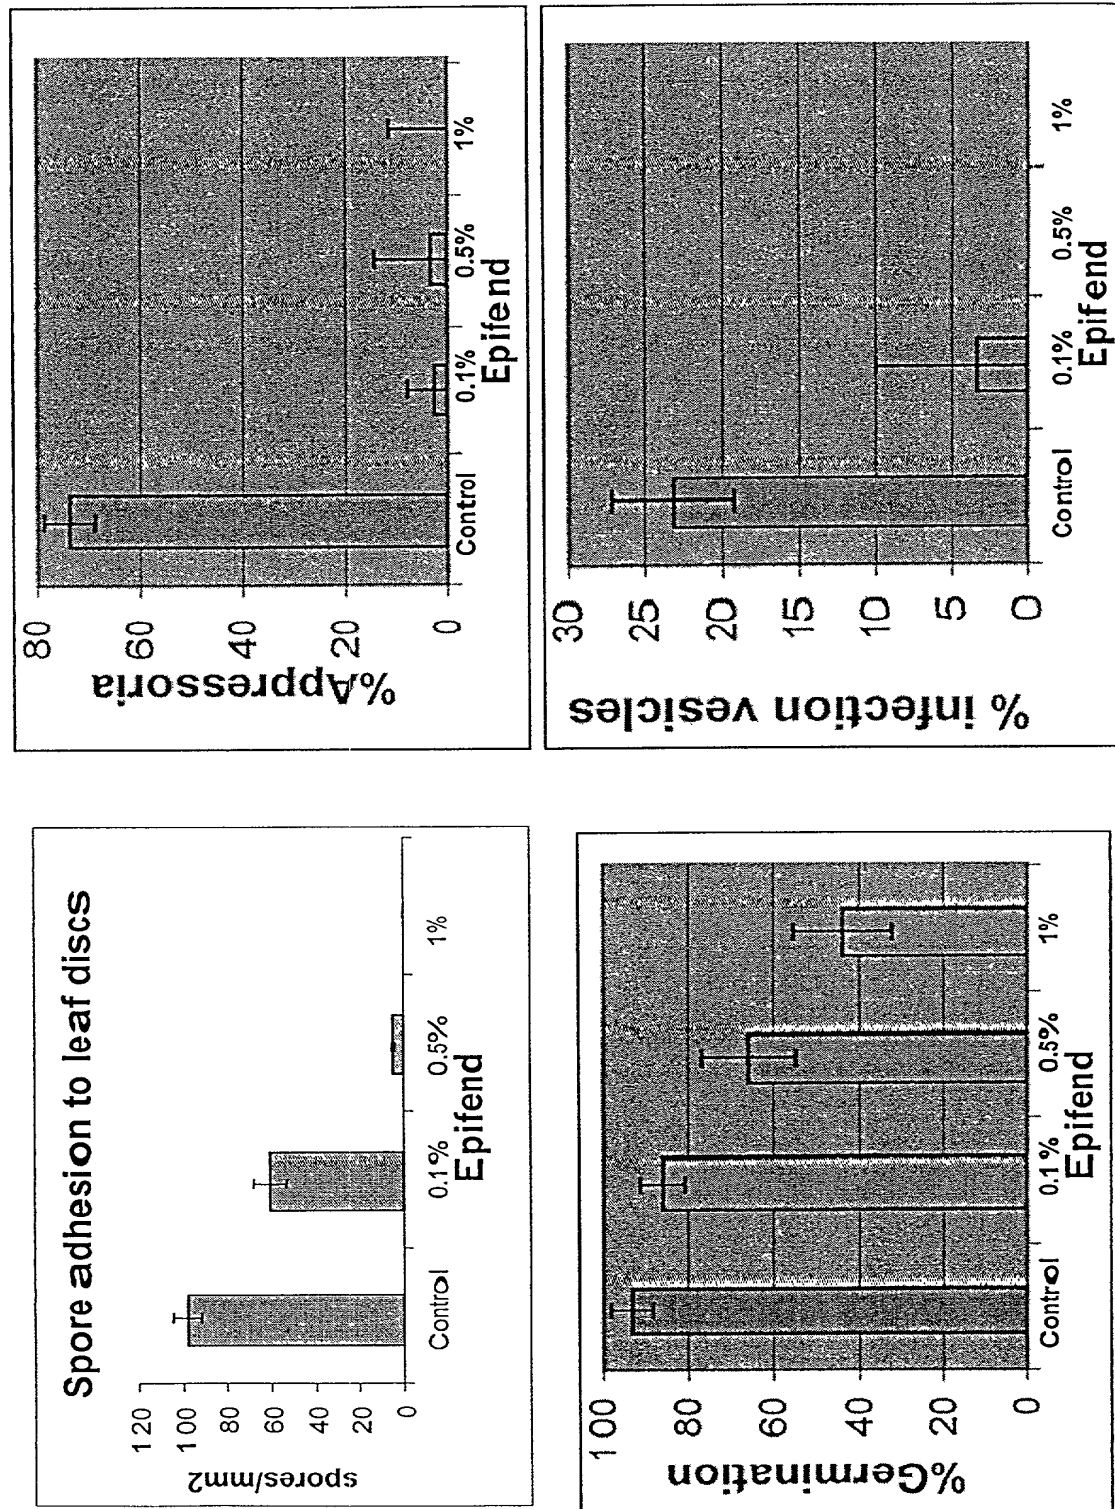 Spore adhesion to leaf discs
spores/mm2
120
100
80
60
40
20
0
Control 0.1% 0.5% 1%
Epifend
%Appressoria
80
60
40
20
0
Control 0.1% 0.5% 1%
Epifend
%Germination
100
80
60
40
20
0
Control 0.1% 0.5% 1%
Epifend
% infection vesicles
30
25
20
15
10
5
0
Control 0.1% 0.5% 1%
Epifend